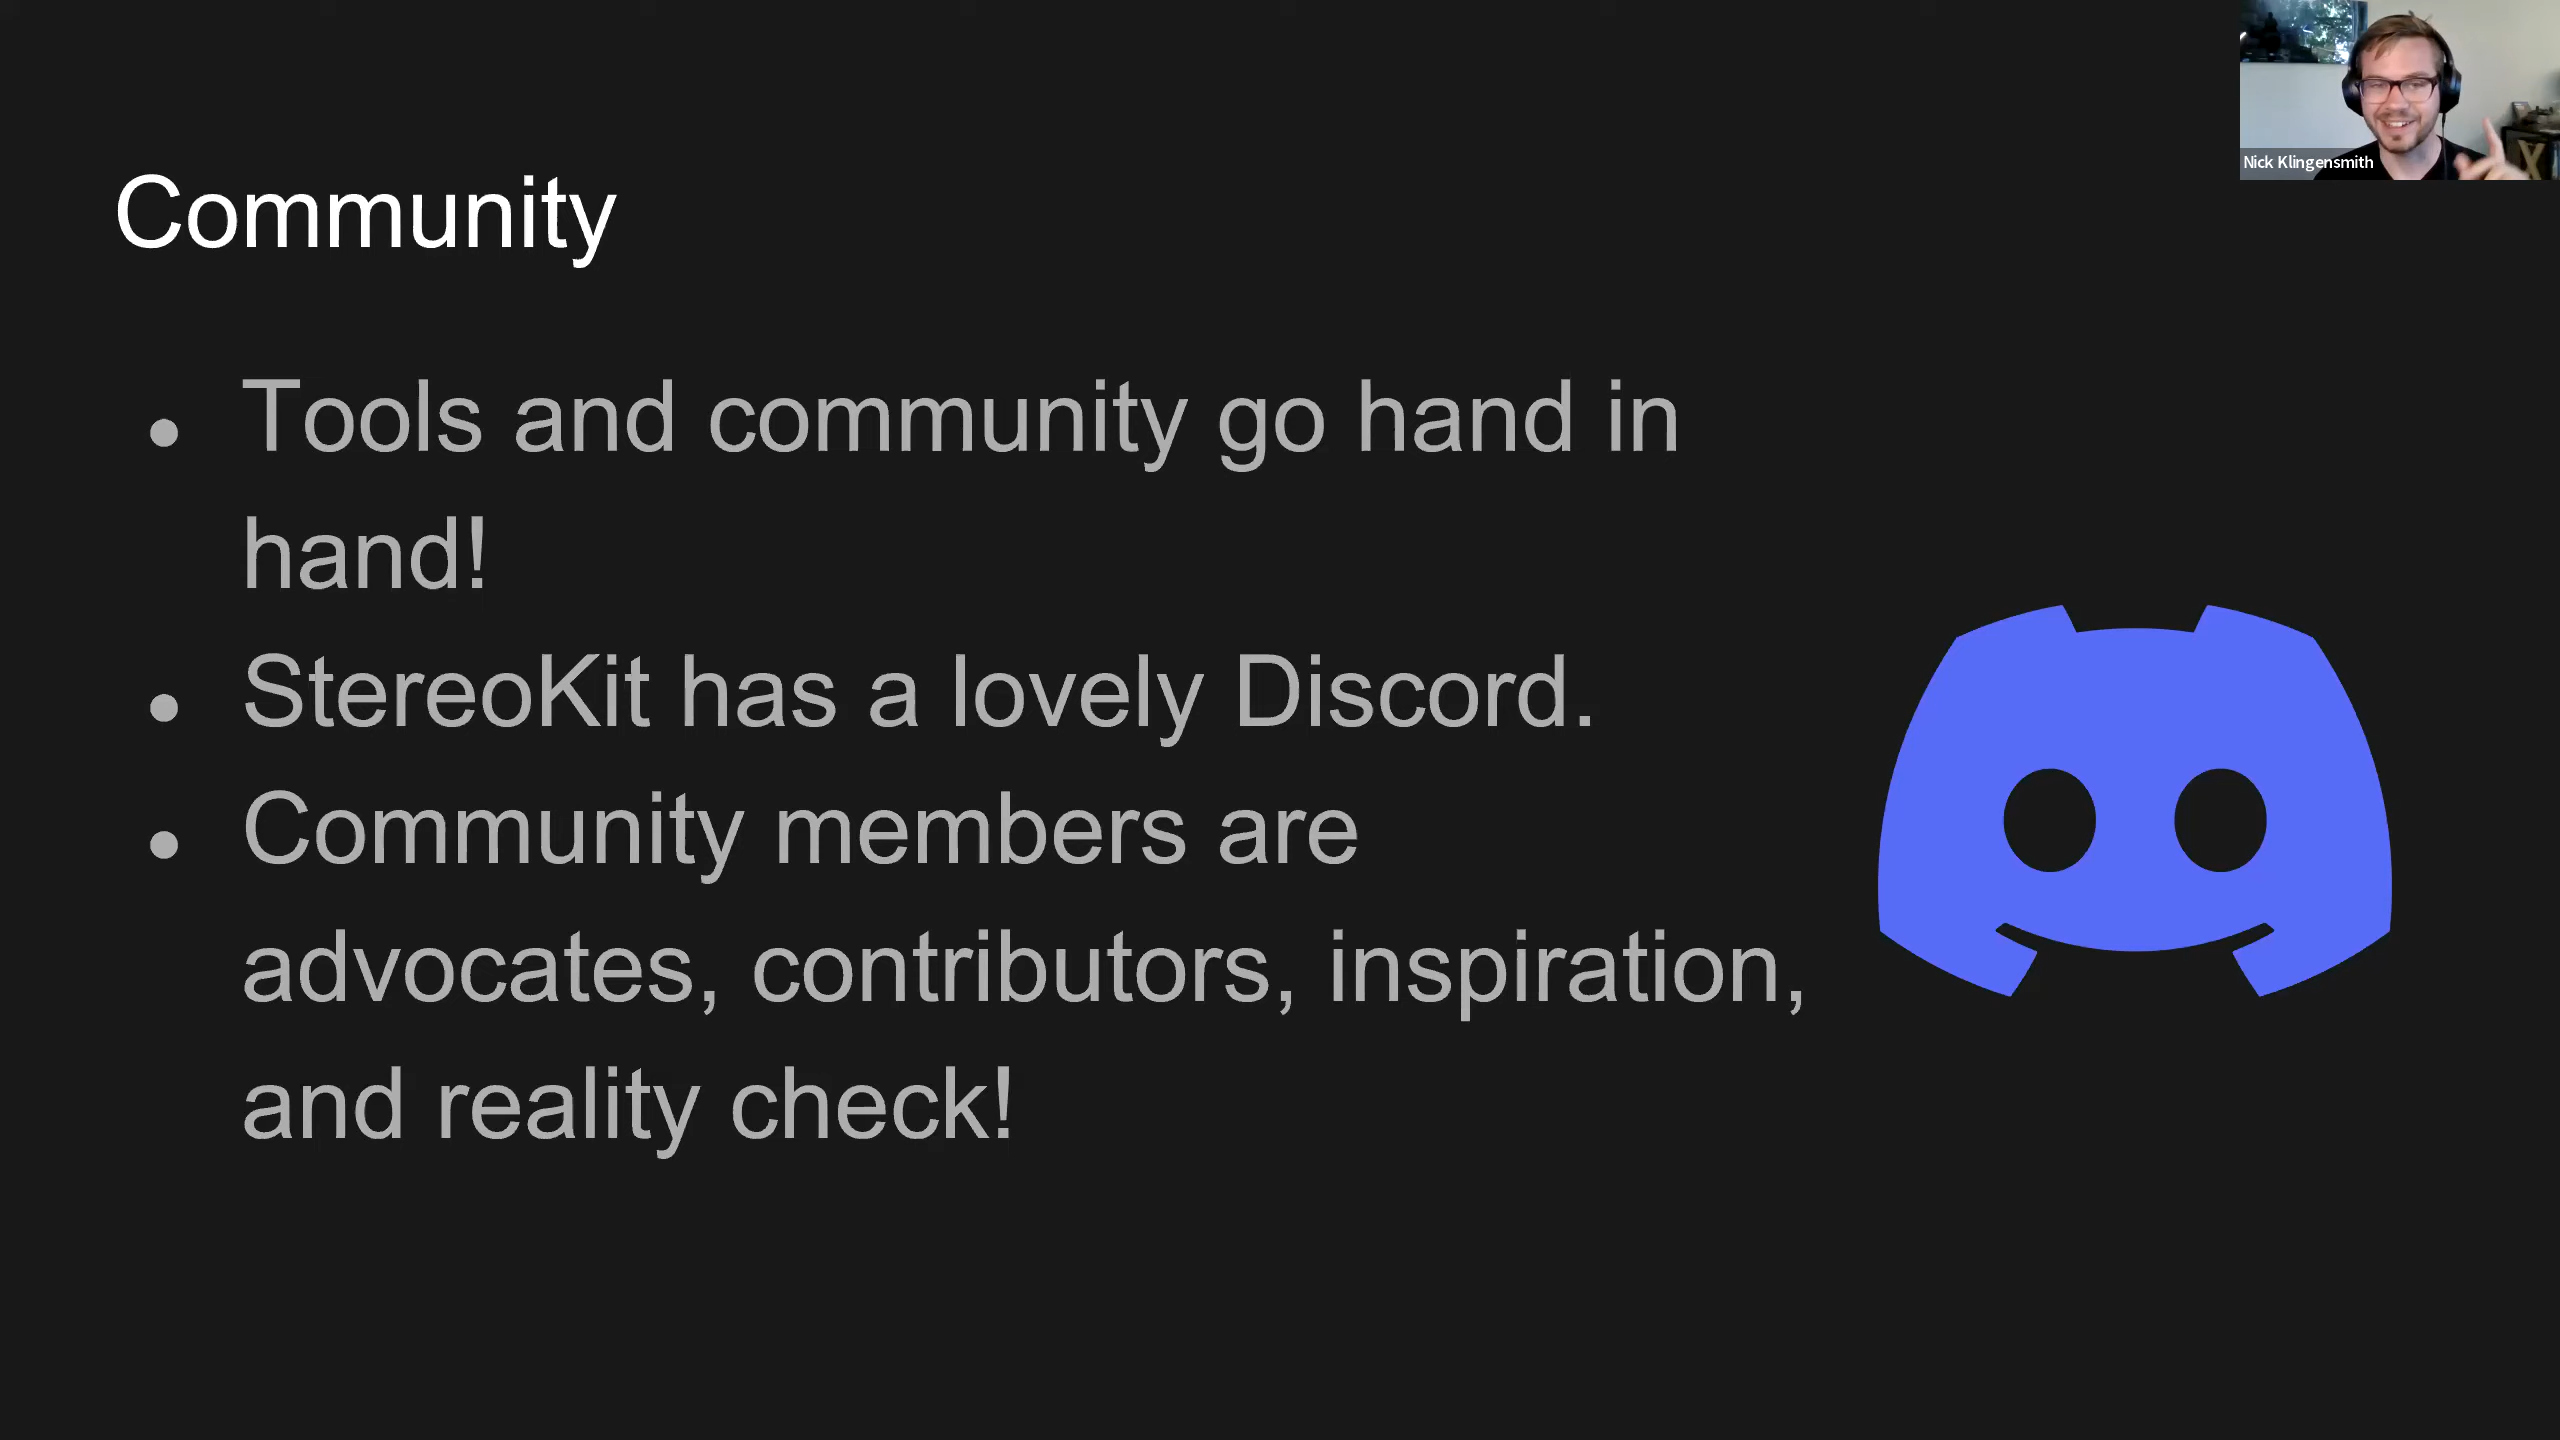 Nick Klingensmith
Community
• Tools and community go hand in
hand!
• StereoKit has a lovely Discord.
• Community members are
advocates, contributors, inspiration,
and reality check!